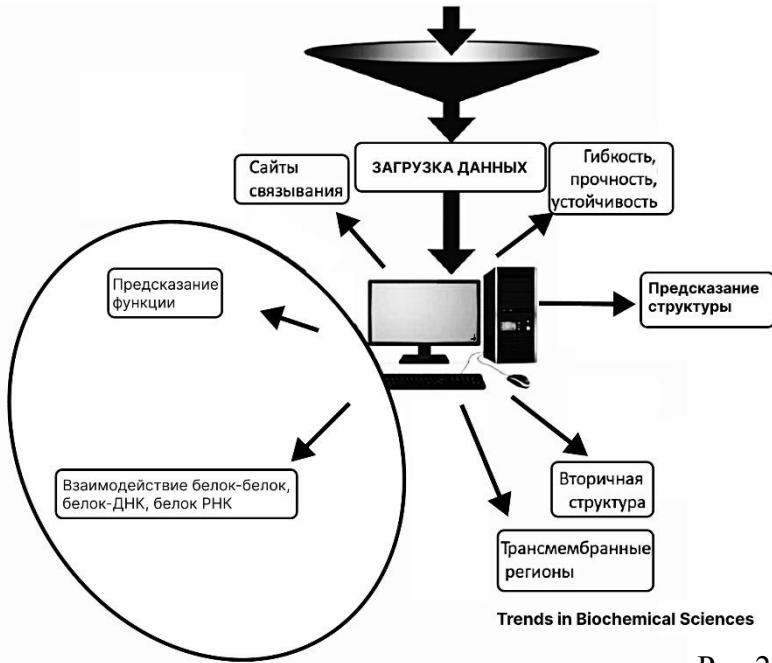 ЗАГРУЗКА ДАННЫХ
Сайты
связывания
Гибкость,
прочность,
устойчивость
Предсказание
функции
Предсказание
структуры
Взаимодействие белок-белок,
белок-ДНК, белок РНК
Вторичная
структура
Трансмембранные
регионы
Trends in Biochemical Sciences